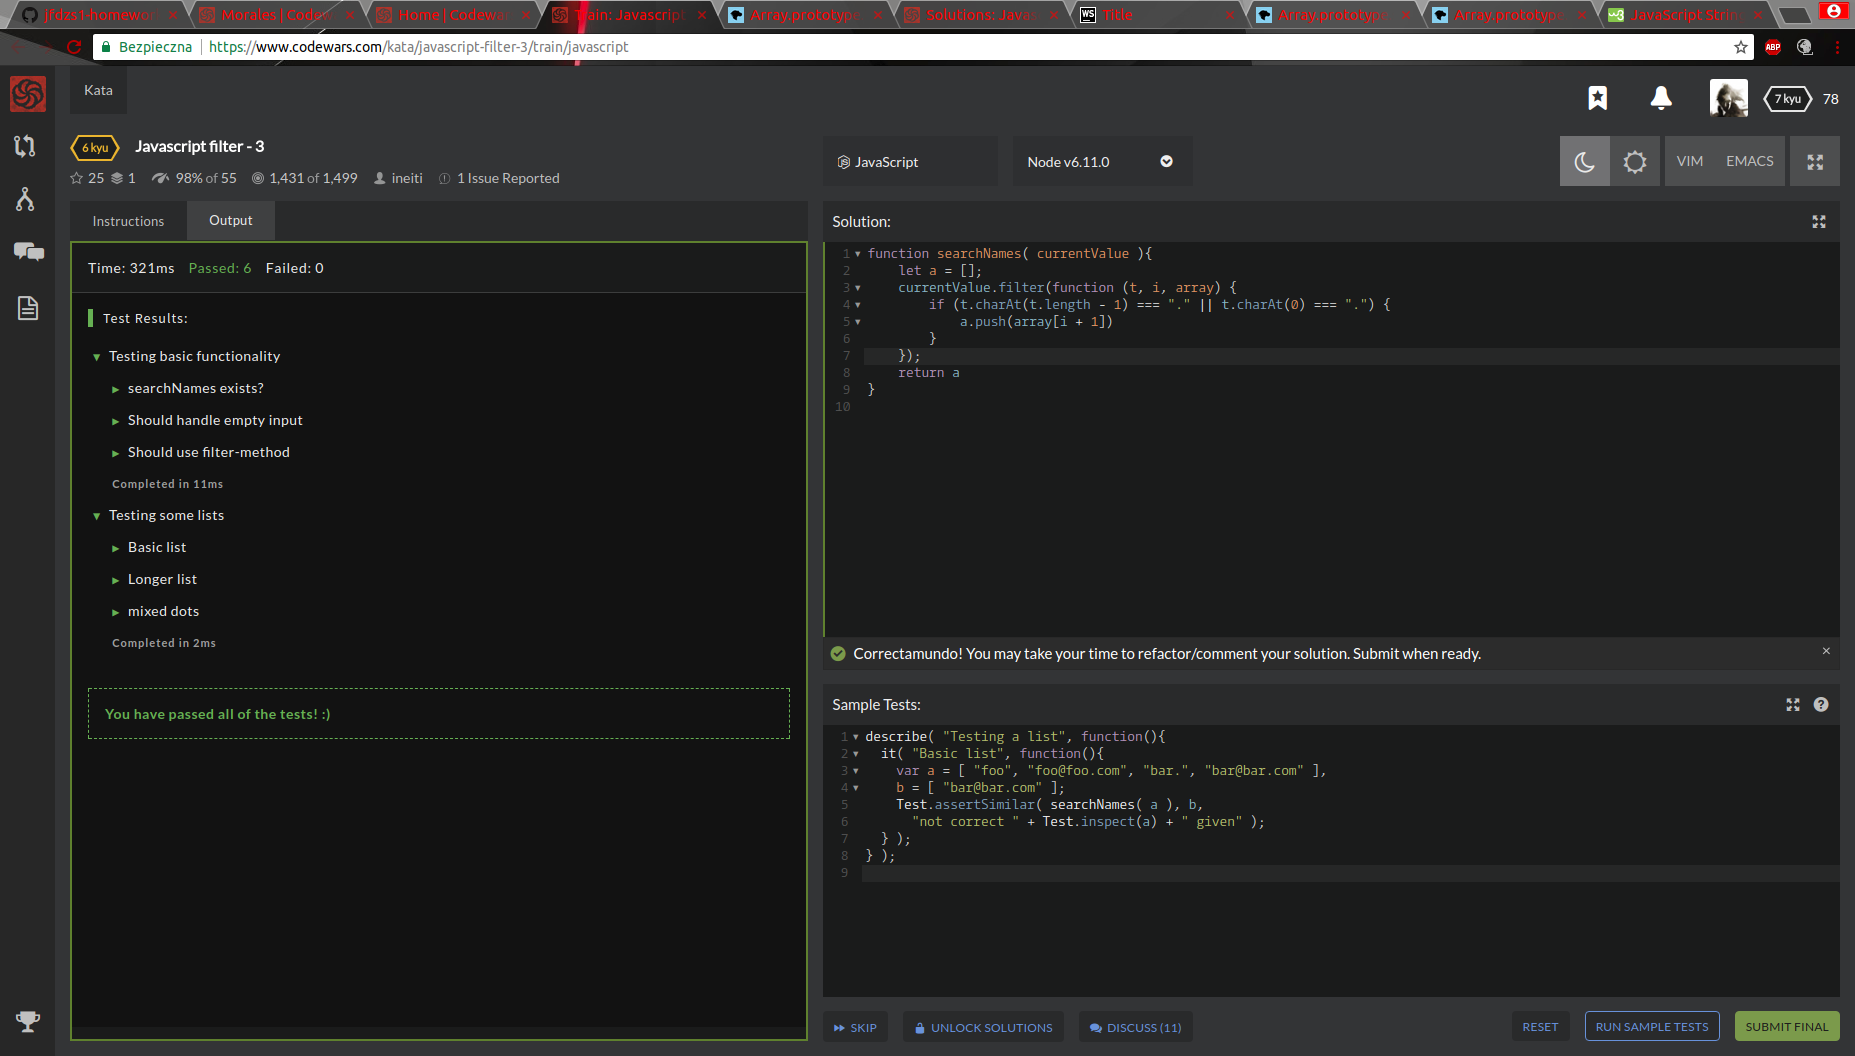 jfdzs1-homewor
Morales | Codew
Home | Codewar
Train: Javascript
Array.prototype
Solutions: Javas
Title
Array.prototype
Array.prototype
JavaScript Strin
Bezpieczna https://www.codewars.com/kata/javascript-filter-3/train/javascript
ABP
Kata
7 kyu 78
6 kyu Javascript filter - 3
25 1 98% of 55 1,431 of 1,499 ineiti 1 Issue Reported
JavaScript
Node v6.11.0
VIM EMACS
Instructions Output
Time: 321ms Passed: 6 Failed: 0
Test Results:
Testing basic functionality
searchNames exists?
Should handle empty input
Should use filter-method
Completed in 11ms
Testing some lists
Basic list
Longer list
mixed dots
Completed in 2ms
You have passed all of the tests! :)
Solution:
1 function searchNames( currentValue ){
2 let a = [];
3 currentValue.filter(function (t, i, array) {
4 if (t.charAt(t.length - 1) === "." || t.charAt(0) === ".") {
5 a.push(array[i + 1])
6 }
7 });
8 return a
9 }
10
Correctamundo! You may take your time to refactor/comment your solution. Submit when ready. ×
Sample Tests:
1 describe( "Testing a list", function(){
2 it( "Basic list", function(){
3 var a = [ "foo", "foo@foo.com", "bar.", "bar@bar.com" ],
4 b = [ "bar@bar.com" ];
5 Test.assertSimilar( searchNames( a ), b,
6 "not correct " + Test.inspect(a) + " given" );
7 } );
8 } );
9
SKIP UNLOCK SOLUTIONS DISCUSS (11) RESET RUN SAMPLE TESTS SUBMIT FINAL